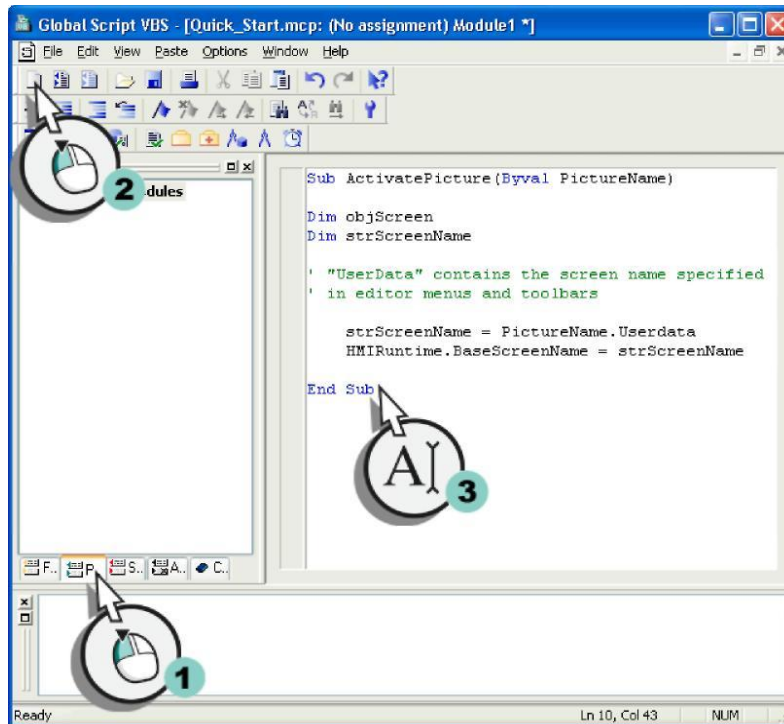 Global Script VBS - [Quick_Start.mcp: (No assignment) Module1 *]
File Edit View Paste Options Window Help
2
dules
Sub ActivatePicture(Byval PictureName)
Dim objScreen
Dim strScreenName
' "UserData" contains the screen name specified
' in editor menus and toolbars
strScreenName = PictureName.Userdata
HMIRuntime.BaseScreenName = strScreenName
End Sub
A
3
F.. P.. S.. A.. C..
1
Ready Ln 10, Col 43 NUM